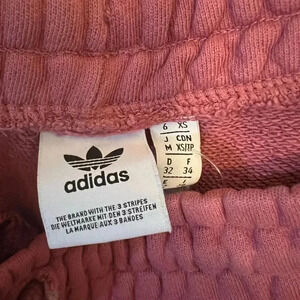 adidas
THE BRAND WITH THE 3 STRIPES
DIE WELTMARKE MIT DEN 3 STREIFEN
LA MARQUE AUX 3 BANDES
6 XS
J CDN
M XS/TP
D F
32 34